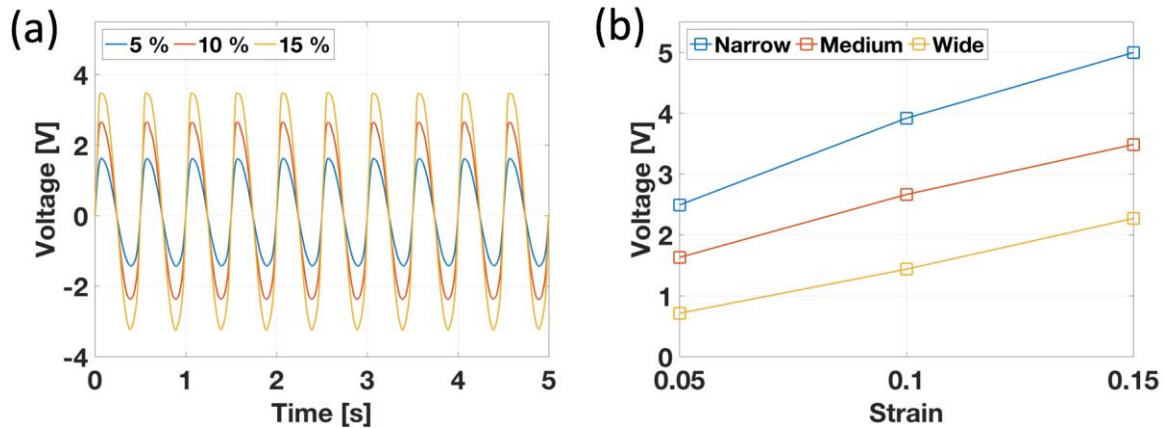 (a)
5 % 10 % 15 %
4
2
0
-2
-4
Voltage [V]
0 1 2 3 4 5
Time [s]
(b)
Narrow Medium Wide
5
4
3
2
1
0
Voltage [V]
0.05 0.1 0.15
Strain